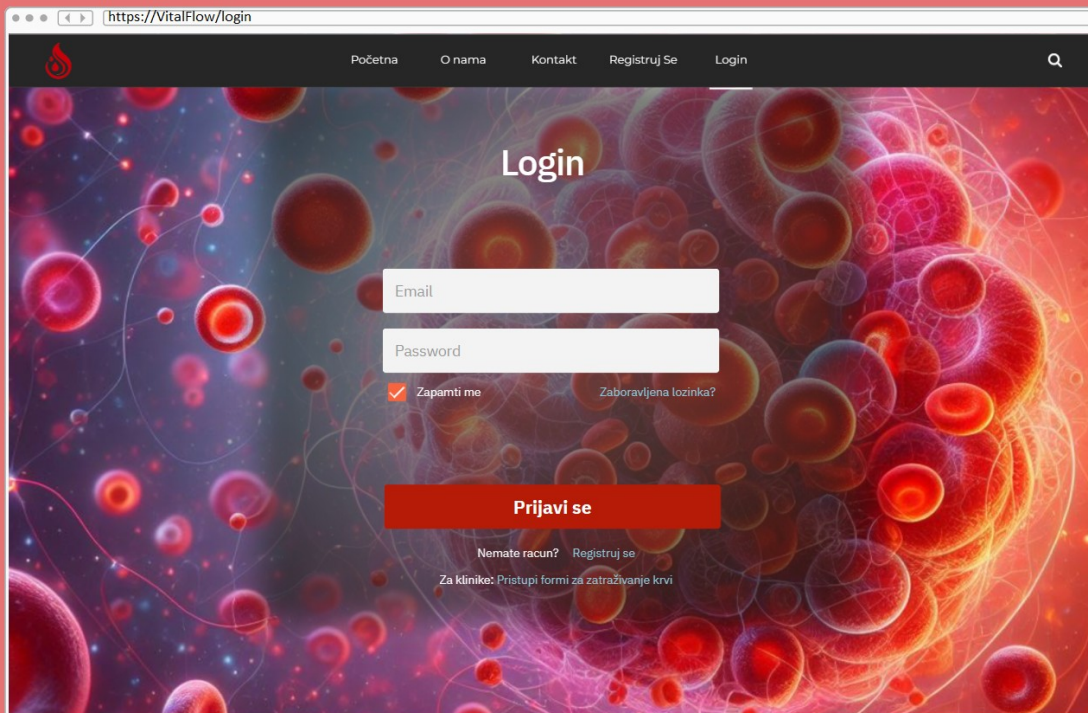 https://VitalFlow/login
Početna O nama Kontakt Registruj Se Login
Login
Email
Password
Zapamti me Zaboravljena lozinka?
Prijavi se
Nemate racun? Registruj se
Za klinike: Pristupi formi za zatraživanje krvi